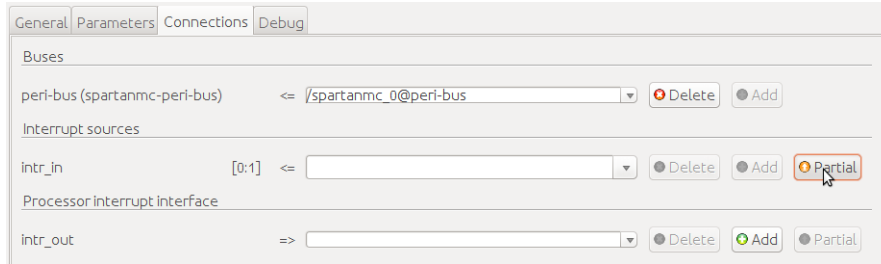 General Parameters Connections Debug
Buses
peri-bus (spartanmc-peri-bus) <= /spartanmc_0@peri-bus Delete Add
Interrupt sources
intr_in [0:1] <= Delete Add Partial
Processor interrupt interface
intr_out => Delete Add Partial